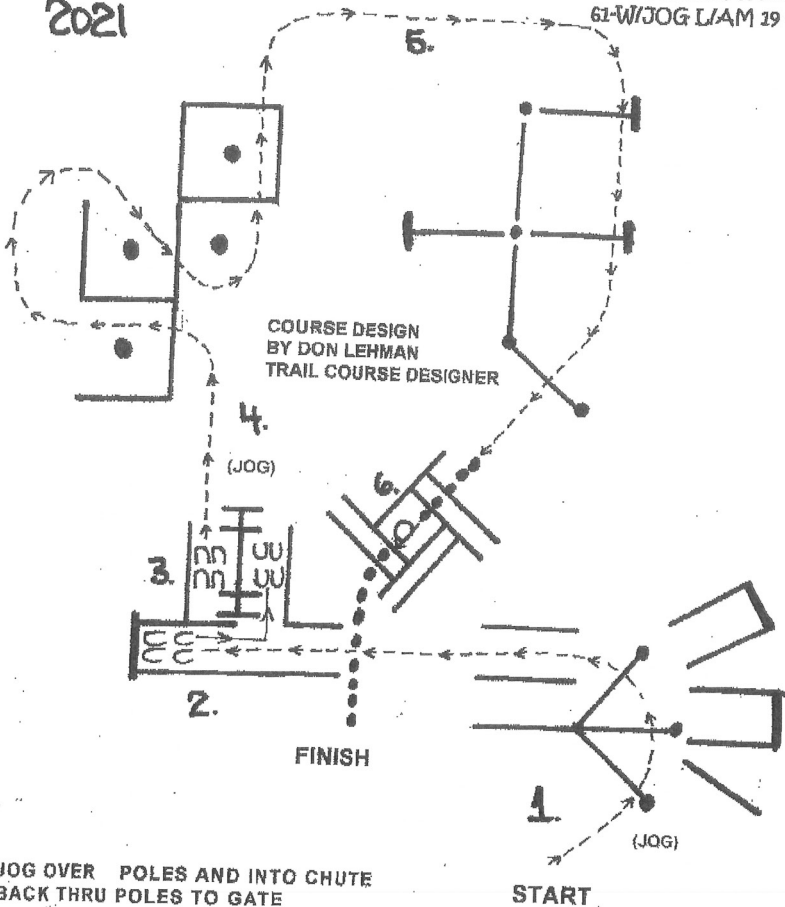 2021
61-W/JOG L/AM 19
5.
COURSE DESIGN
BY DON LEHMAN
TRAIL COURSE DESIGNER
4.
(JOG)
6.
3.
2.
FINISH
1.
(JOG)
JOG OVER POLES AND INTO CHUTE
BACK THRU POLES TO GATE
START